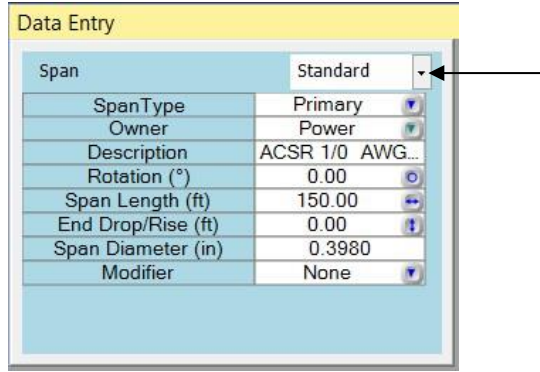 Data Entry
Span Standard
SpanType Primary
Owner Power
Description ACSR 1/0 AWG...
Rotation (°) 0.00
Span Length (ft) 150.00
End Drop/Rise (ft) 0.00
Span Diameter (in) 0.3980
Modifier None